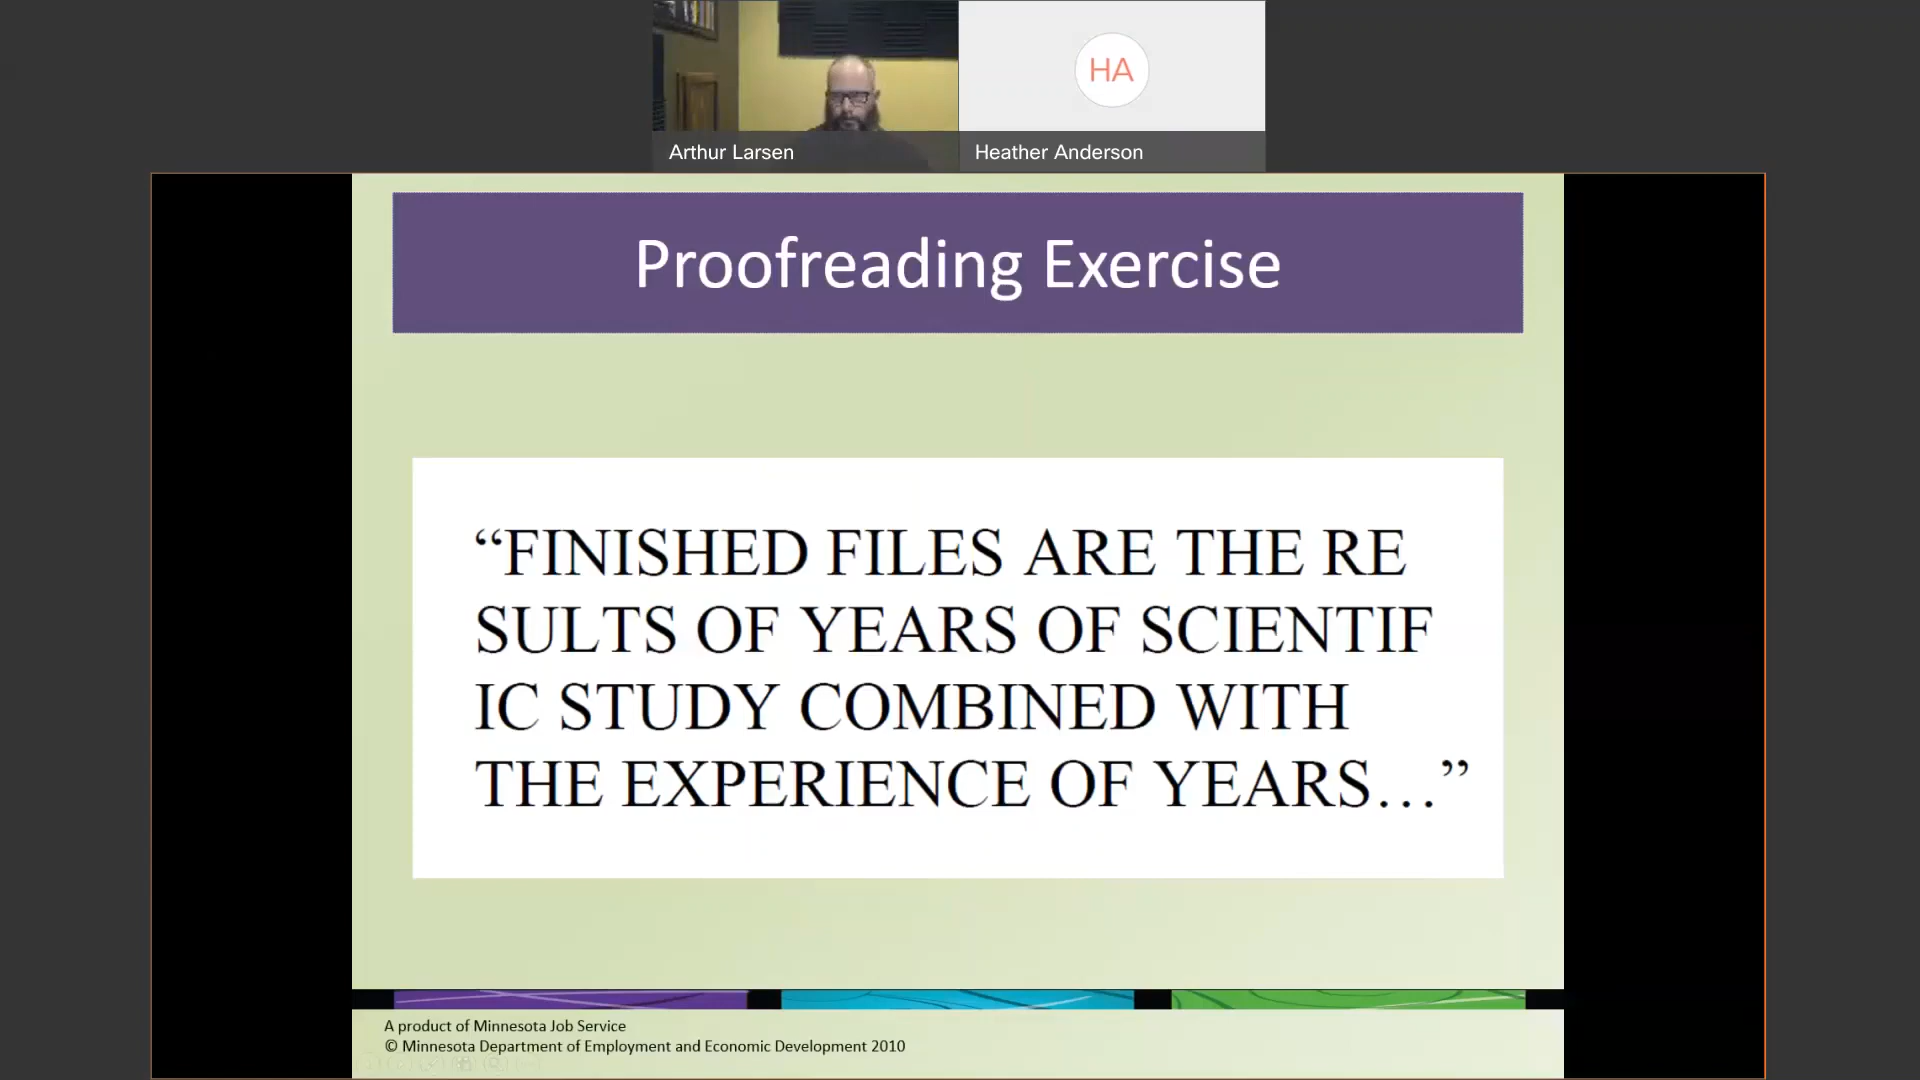 HA
Arthur Larsen
Heather Anderson
Proofreading Exercise
“FINISHED FILES ARE THE RE
SULTS OF YEARS OF SCIENTIF
IC STUDY COMBINED WITH
THE EXPERIENCE OF YEARS...”
A product of Minnesota Job Service
© Minnesota Department of Employment and Economic Development 2010